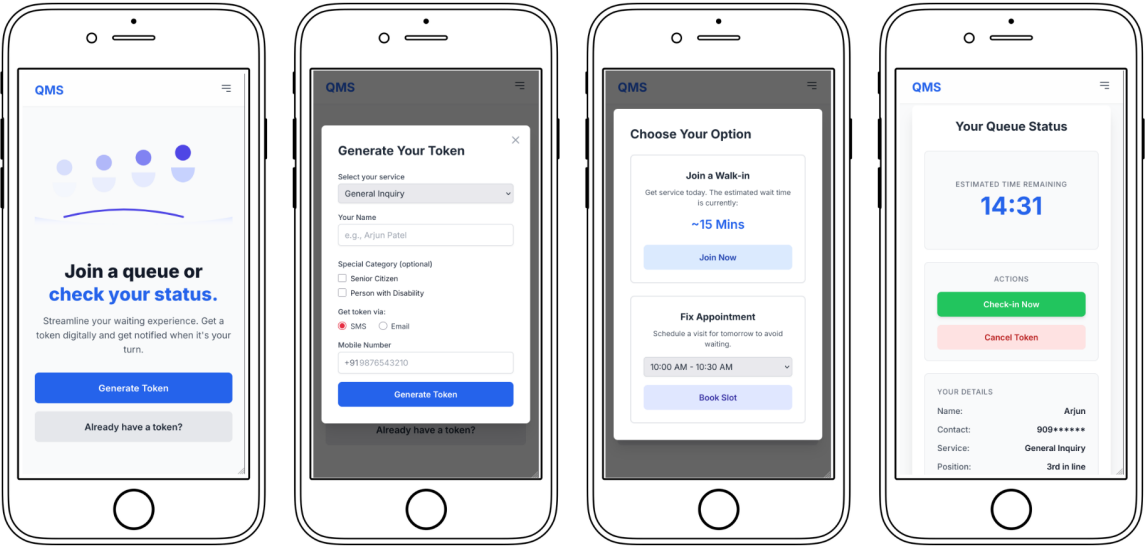 QMS
Join a queue or
check your status.
Streamline your waiting experience. Get a
token digitally and get notified when it's your
turn.
Generate Token
Already have a token?
QMS
Generate Your Token
Select your service
General Inquiry
Your Name
e.g., Arjun Patel
Special Category (optional)
Senior Citizen
Person with Disability
Get token via:
SMS Email
Mobile Number
+919876543210
Generate Token
Already have a token?
QMS
Choose Your Option
Join a Walk-in
Get service today. The estimated wait time
is currently:
~15 Mins
Join Now
Fix Appointment
Schedule a visit for tomorrow to avoid
waiting.
10:00 AM - 10:30 AM
Book Slot
QMS
Your Queue Status
ESTIMATED TIME REMAINING
14:31
ACTIONS
Check-in Now
Cancel Token
YOUR DETAILS
Name: Arjun
Contact: 909******
Service: General Inquiry
Position: 3rd in line